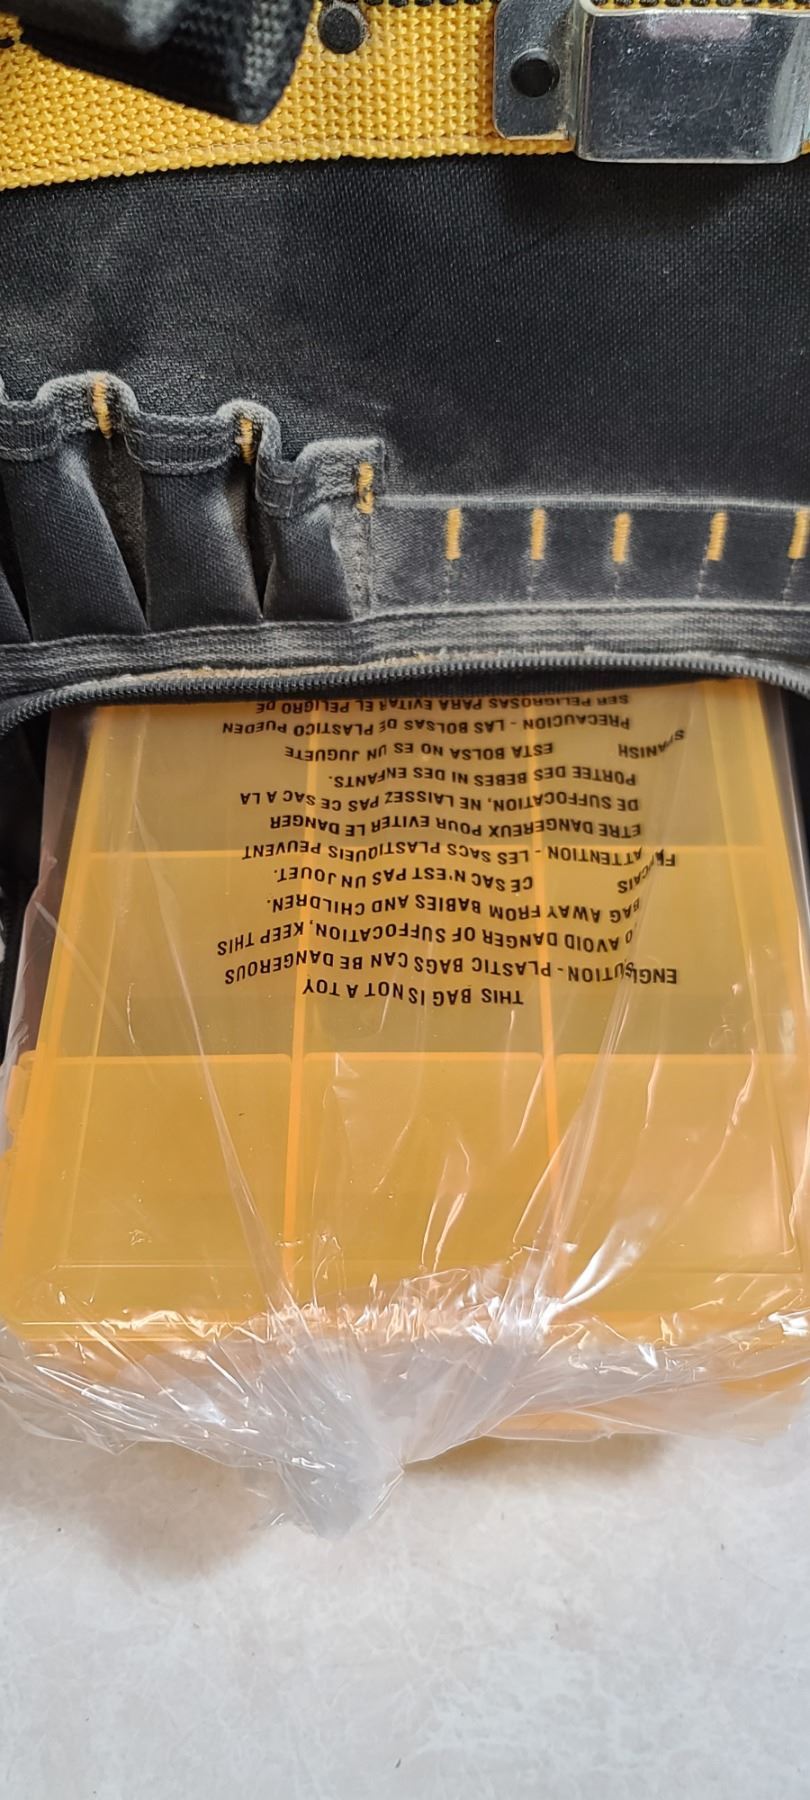 THIS BAG IS NOT A TOY
ENGLISH
CAUTION - PLASTIC BAGS CAN BE DANGEROUS
TO AVOID DANGER OF SUFFOCATION, KEEP THIS
BAG AWAY FROM BABIES AND CHILDREN.
CE SAC N'EST PAS UN JOUET.
ATTENTION - LES SACS PLASTIQUEIS PEUVENT
ETRE DANGEREUX POUR EVITER LE DANGER
DE SUFFOCATION, NE LAISSEZ PAS CE SAC A LA
PORTEE DES BEBES NI DES ENFANTS.
SPANISH
ESTA BOLSA NO ES UN JUGUETE
PRECAUCION - LAS BOLSAS DE PLASTICO PUEDEN
SER PELIGROSAS PARA EVITAR EL PELIGRO DE